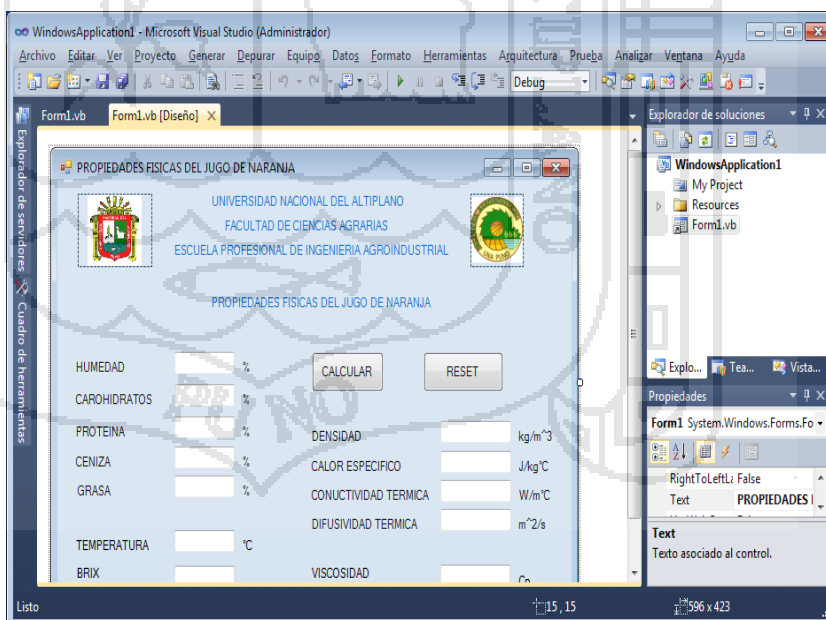 WindowsApplication1 - Microsoft Visual Studio (Administrador)
Archivo Editar Ver Proyecto Generar Depurar Equipo Datos Formato Herramientas Arquitectura Prueba Analizar Ventana Ayuda
Debug
Form1.vb Form1.vb [Diseño]
Explorador de servidores
Cuadro de herramientas
PROPIEDADES FISICAS DEL JUGO DE NARANJA
UNIVERSIDAD NACIONAL DEL ALTIPLANO
FACULTAD DE CIENCIAS AGRARIAS
ESCUELA PROFESIONAL DE INGENIERIA AGROINDUSTRIAL
PROPIEDADES FISICAS DEL JUGO DE NARANJA
HUMEDAD %
CAROHIDRATOS %
PROTEINA %
CENIZA %
GRASA %
TEMPERATURA °C
BRIX
CALCULAR RESET
DENSIDAD kg/m^3
CALOR ESPECIFICO J/kg°C
CONUCTIVIDAD TERMICA W/m°C
DIFUSIVIDAD TERMICA m^2/s
VISCOSIDAD Cp
Explorador de soluciones
WindowsApplication1
My Project
Resources
Form1.vb
Explo... Tea... Vista...
Propiedades
Form1 System.Windows.Forms.Fo
RightToLeftLa False
Text PROPIEDADES
Text
Texto asociado al control.
Listo 15 , 15 596 x 423